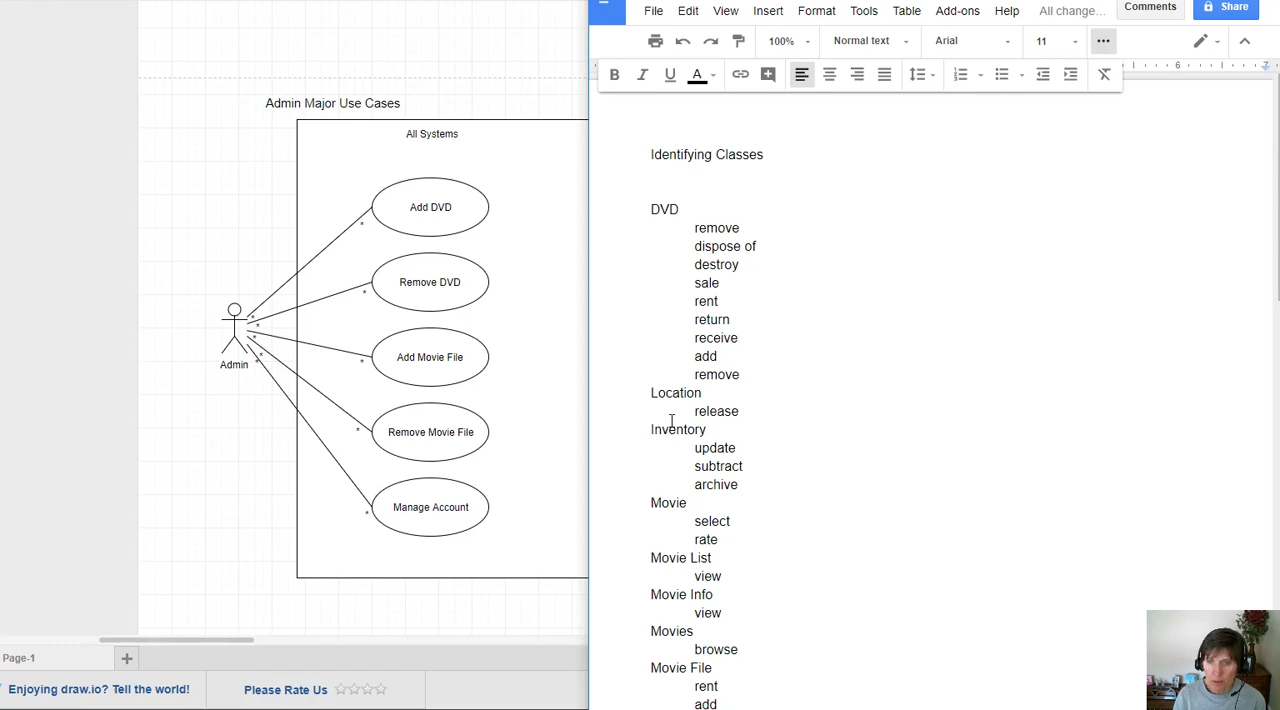 Admin Major Use Cases
All Systems
Add DVD
*
Remove DVD
*
*
*
Add Movie File
*
*
*
*
Admin
Remove Movie File
*
Manage Account
*
Page-1
Enjoying draw.io? Tell the world!
Please Rate Us
File Edit View Insert Format Tools Table Add-ons Help All change...
Comments
Share
100% Normal text Arial 11
B I U A
6 7
Identifying Classes
DVD
remove
dispose of
destroy
sale
rent
return
receive
add
remove
Location
release
Inventory
update
subtract
archive
Movie
select
rate
Movie List
view
Movie Info
view
Movies
browse
Movie File
rent
add